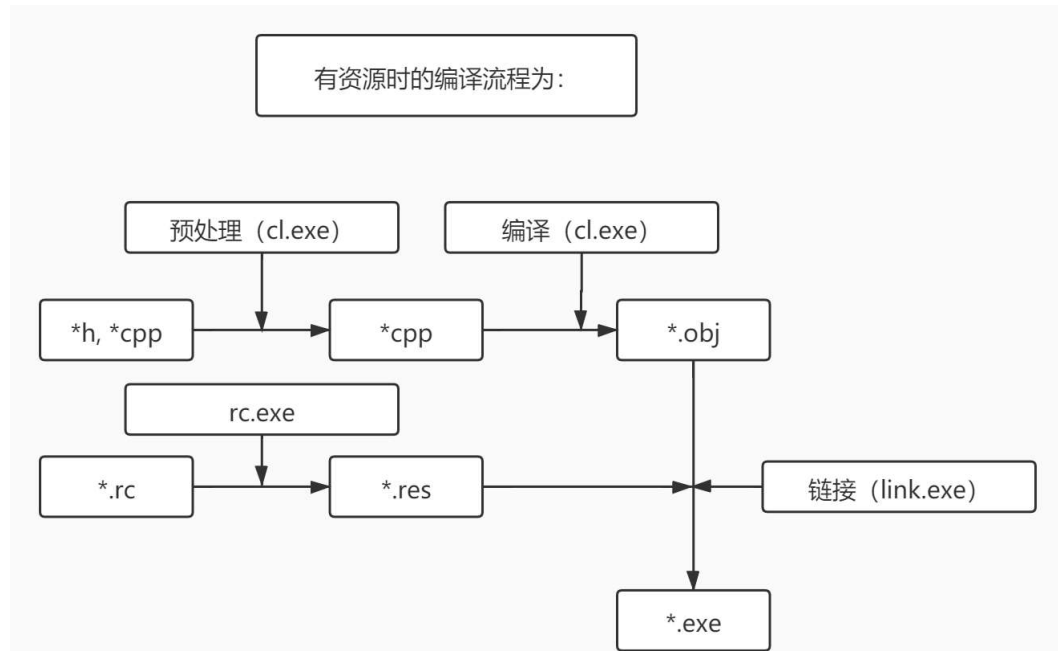 有资源时的编译流程为：
预处理（cl.exe）
编译（cl.exe）
*h, *cpp
*cpp
*.obj
rc.exe
*.rc
*.res
链接（link.exe）
*.exe